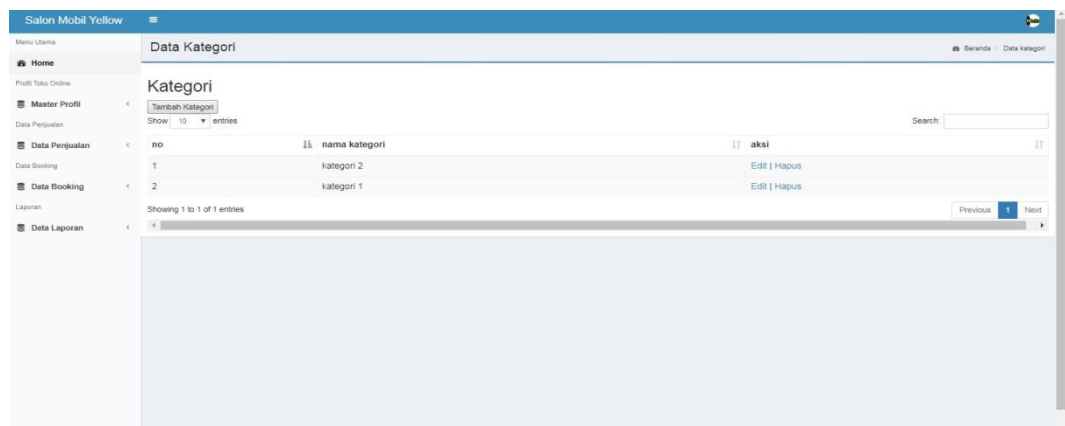 Salon Mobil Yellow
Menu Utama
Home
Profil Toko Online
Master Profil
Data Penjualan
Data Penjualan
Data Booking
Data Booking
Laporan
Data Laporan
Data Kategori
Beranda Data kategori
Kategori
Tambah Kategori
Show 10 entries Search:
no nama kategori aksi
1 kategori 2 Edit | Hapus
2 kategori 1 Edit | Hapus
Showing 1 to 1 of 1 entries Previous 1 Next